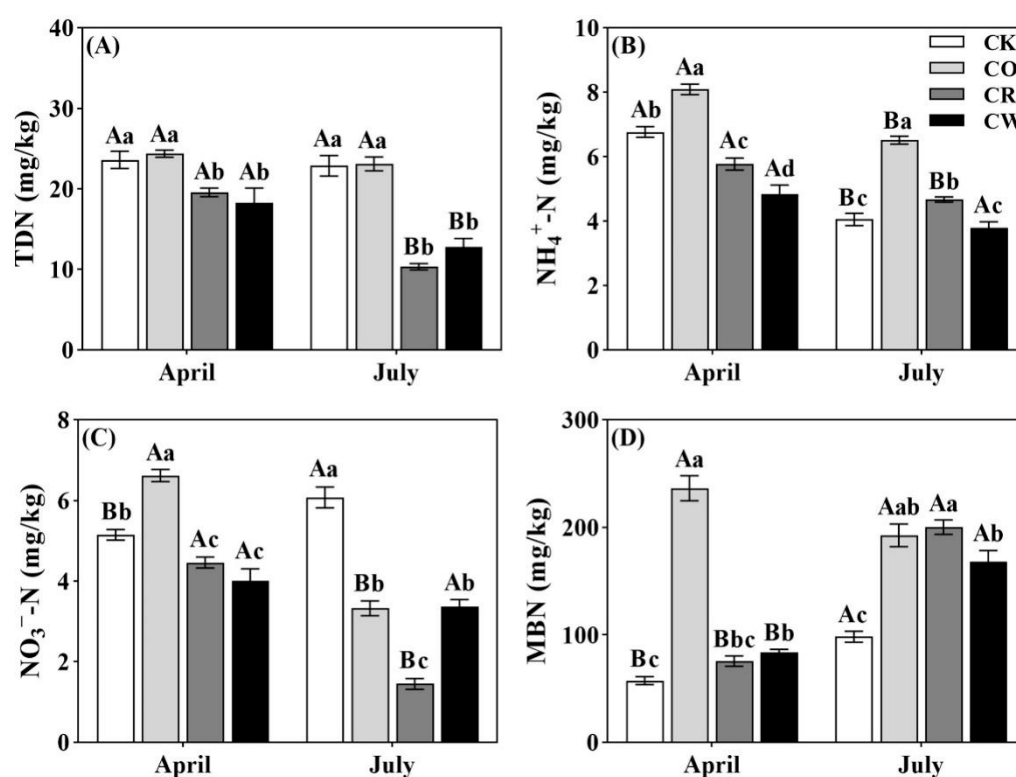 (A)
TDN (mg/kg)
40
30
20
10
0
Aa Aa Ab Ab
Aa Aa Bb Bb
April July
(B)
NH₄⁺-N (mg/kg)
10
8
6
4
2
0
CK
CO
CR
CW
Ab Aa Ac Ad
Bc Ba Bb Ac
April July
(C)
NO₃⁻-N (mg/kg)
8
6
4
2
0
Bb Aa Ac Ac
Aa Bb Bc Ab
April July
(D)
MBN (mg/kg)
300
200
100
0
Bc Aa Bbc Bb
Ac Aab Aa Ab
April July